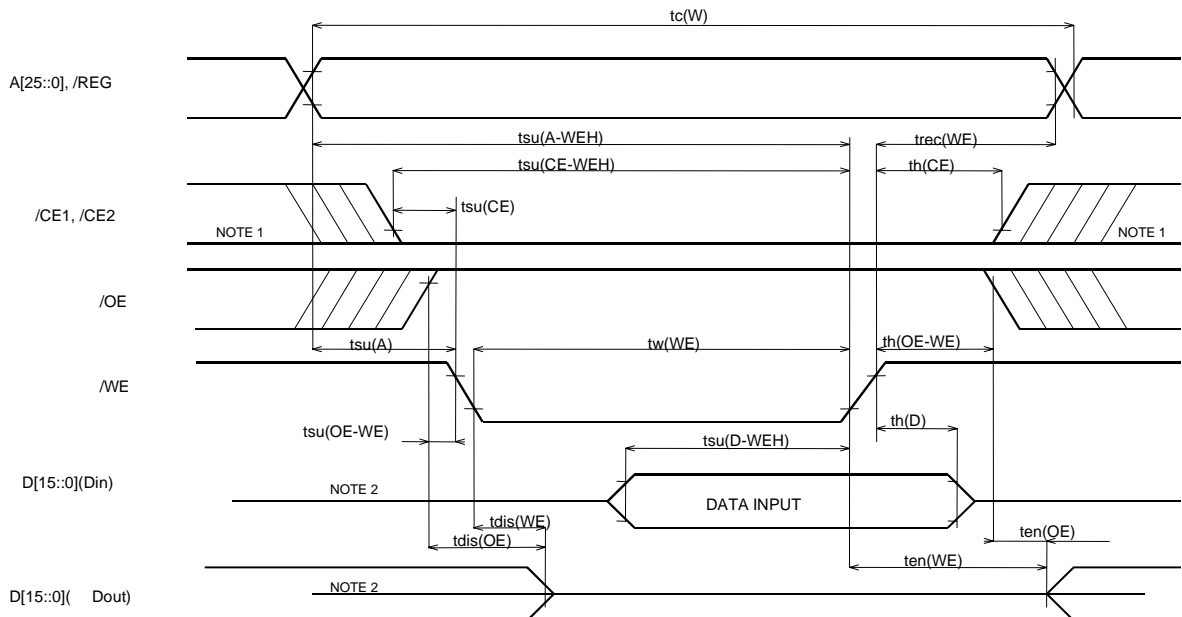 tc(W)
A[25::0], /REG
tsu(A-WEH)
trec(WE)
tsu(CE-WEH)
th(CE)
tsu(CE)
/CE1, /CE2
NOTE 1
NOTE 1
/OE
tsu(A)
tw(WE)
th(OE-WE)
/WE
tsu(OE-WE)
tsu(D-WEH)
th(D)
D[15::0](Din)
NOTE 2
DATA INPUT
tdis(WE)
tdis(OE)
ten(OE)
ten(WE)
NOTE 2
D[15::0]( Dout)